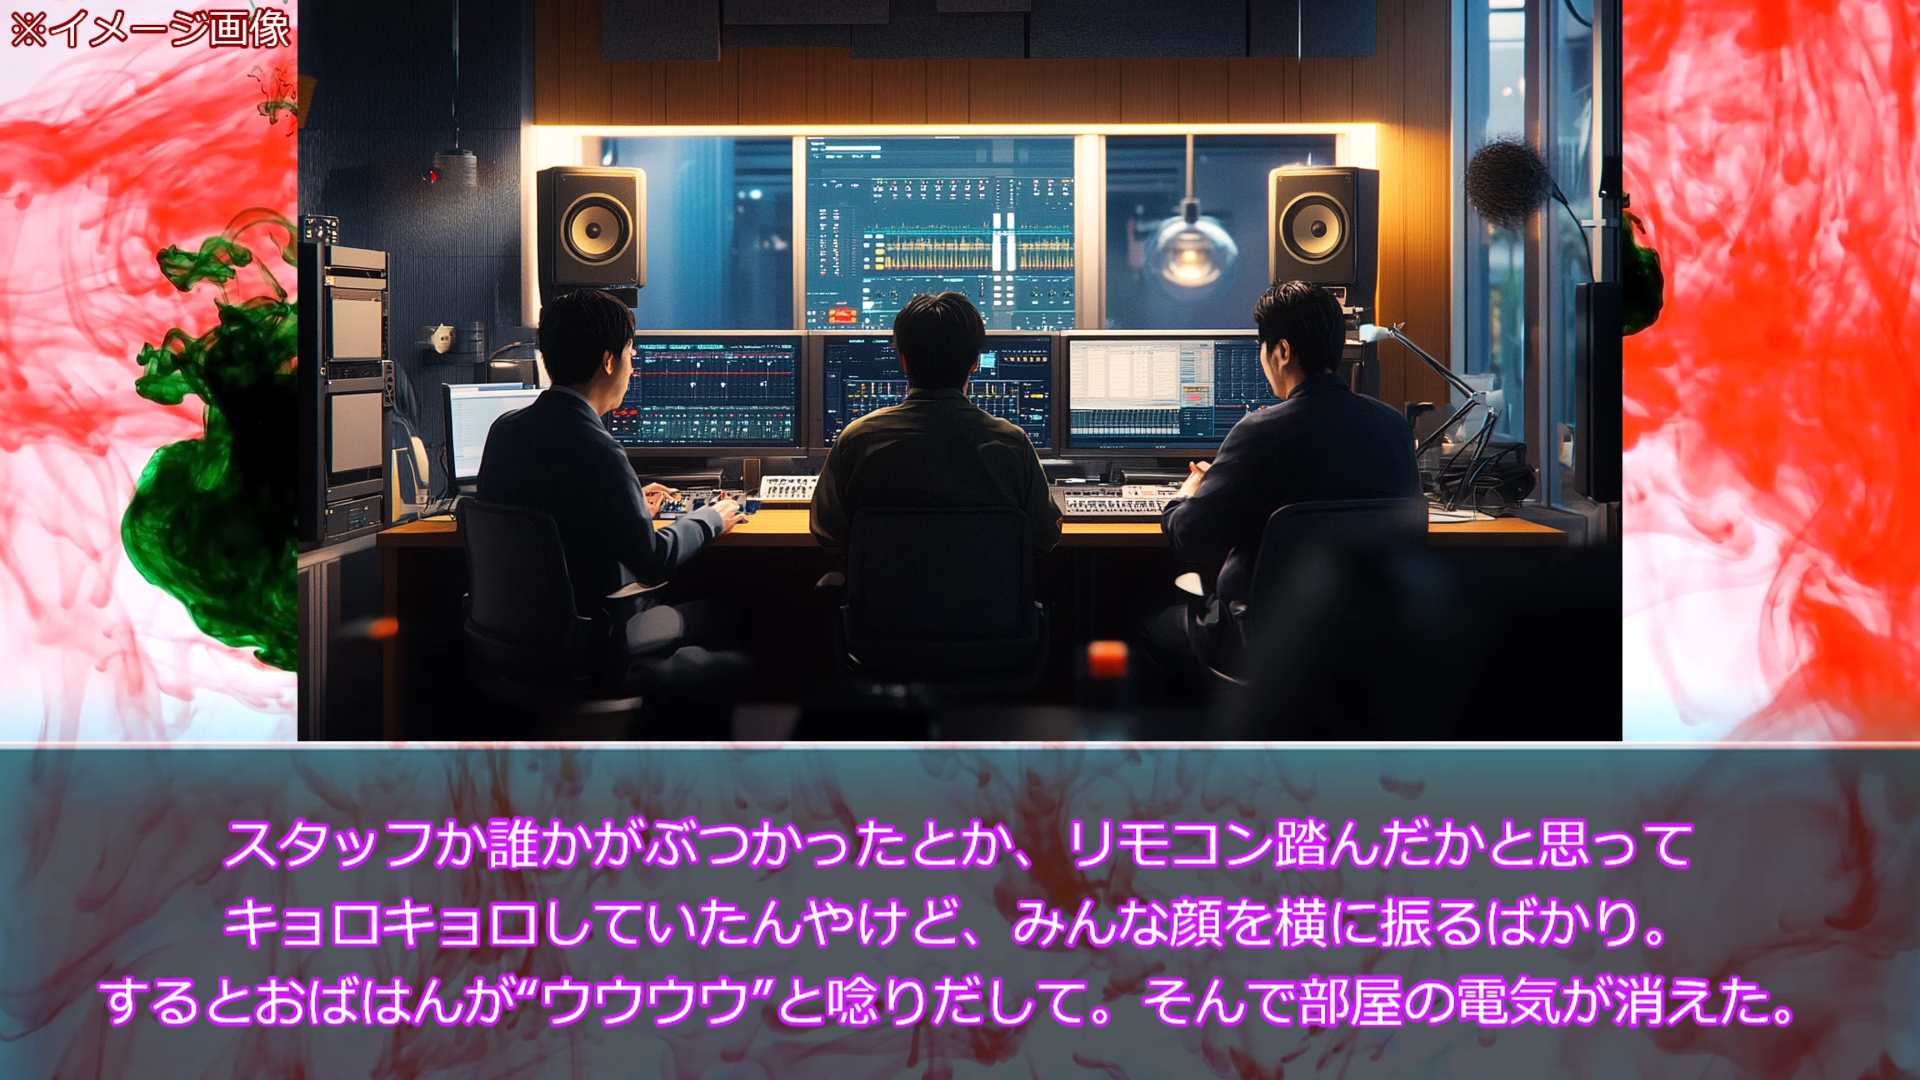 ※イメージ画像
スタッフか誰かがぶつかったとか、リモコン踏んだかと思って
キョロキョロしていたんやけど、みんな顔を横に振るばかり。
するとおばはんが“ウウウウ”と唸りだして。そんで部屋の電気が消えた。